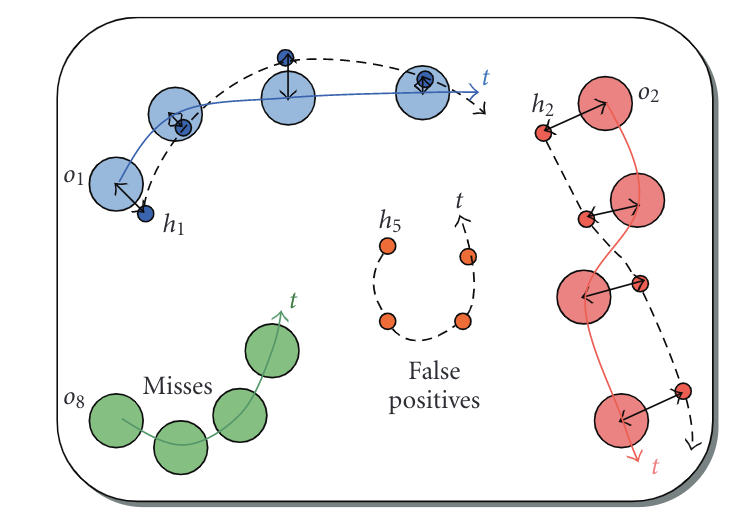 t
h₂
o₂
o₁
h₁
h₅
t
t
Misses
False
positives
o₈
t